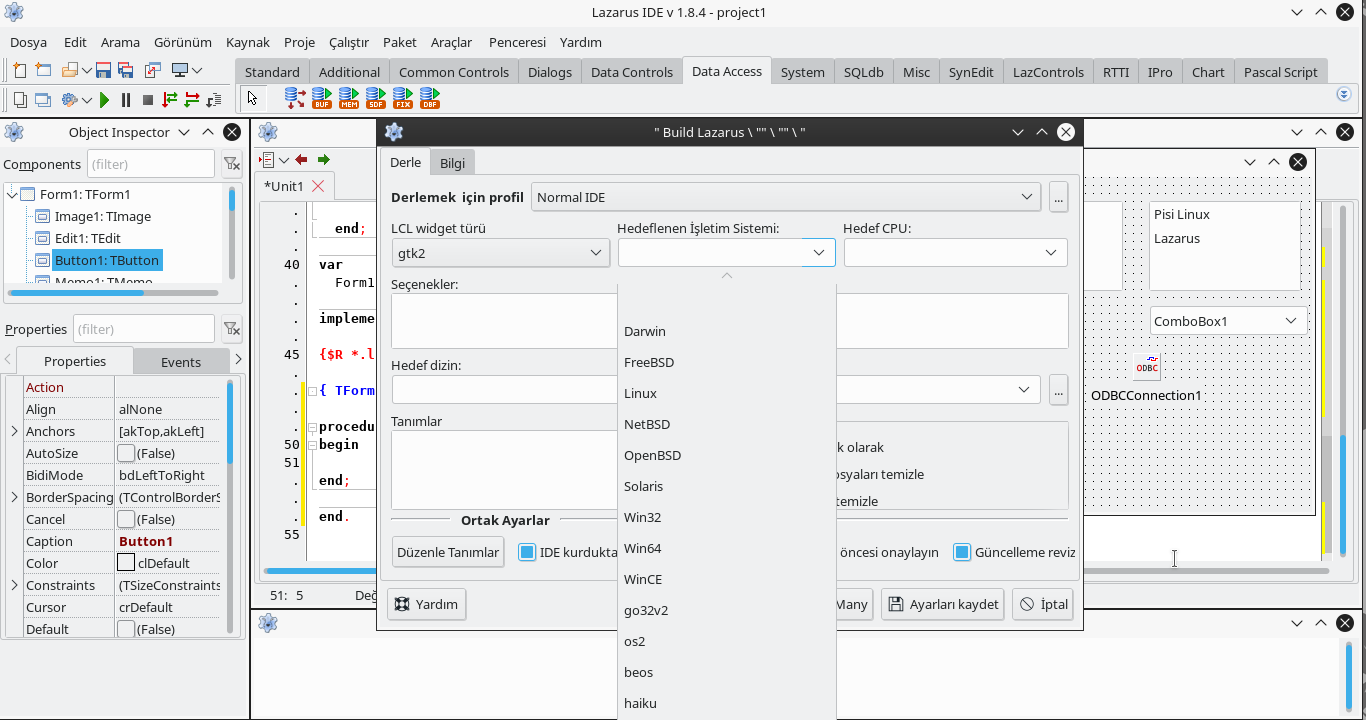 Lazarus IDE v 1.8.4 - project1
Dosya Edit Arama Görünüm Kaynak Proje Çalıştır Paket Araçlar Penceresi Yardım
Standard Additional Common Controls Dialogs Data Controls Data Access System SQLdb Misc SynEdit LazControls RTTI IPro Chart Pascal Script
BUF MEM SDF FIX DBF
Object Inspector
Components (filter)
Form1: TForm1
Image1: TImage
Edit1: TEdit
Button1: TButton
Memo1: TMemo
Properties (filter)
Properties Events
Action
Align alNone
Anchors [akTop,akLeft]
AutoSize (False)
BidiMode bdLeftToRight
BorderSpacing (TControlBorderS
Cancel (False)
Caption Button1
Color clDefault
Constraints (TSizeConstraints
Cursor crDefault
Default (False)
*Unit1
.
. end;
.
40 var
. Form1
.
. impleme
.
45 {$R *.l
.
. { TForm
.
. procedu
50 begin
51
. end;
.
. end.
55
51: 5 Değ
" Build Lazarus \ "" \ "" \ "
Derle Bilgi
Derlemek için profil Normal IDE ...
LCL widget türü Hedeflenen İşletim Sistemi: Hedef CPU:
gtk2
Seçenekler:
Hedef dizin:
...
Tanımlar
k olarak
osyaları temizle
temizle
Ortak Ayarlar
Düzenle Tanımlar IDE kurdukta öncesi onaylayın Güncelleme reviz
Yardım Many Ayarları kaydet İptal
Darwin
FreeBSD
Linux
NetBSD
OpenBSD
Solaris
Win32
Win64
WinCE
go32v2
os2
beos
haiku
Pisi Linux
Lazarus
ComboBox1
ODBC
ODBCConnection1